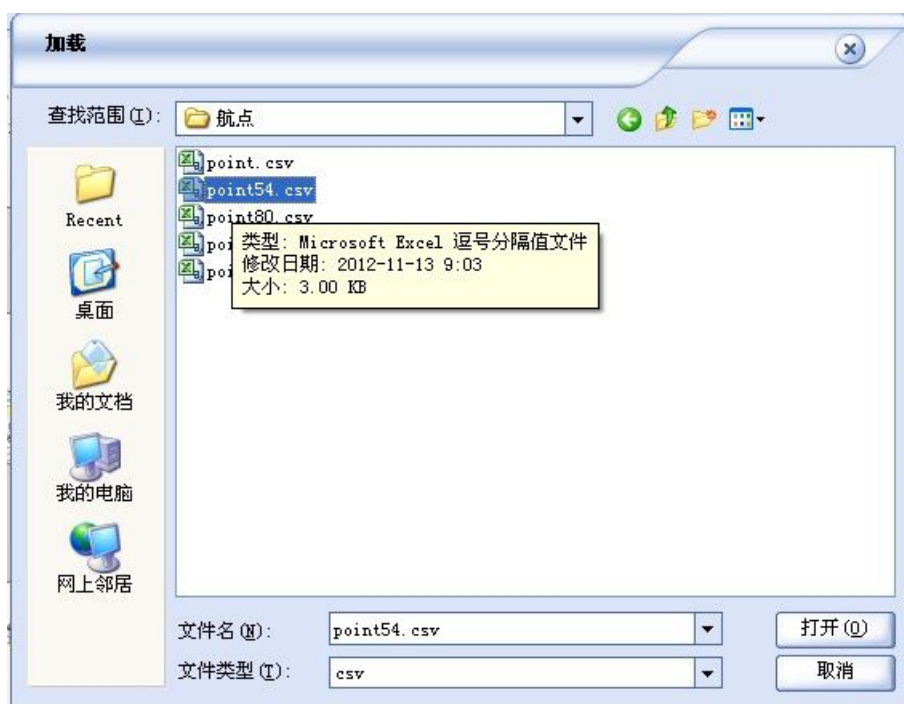 加载
查找范围(I):
航点
point.csv
point54.csv
point80.csv
类型: Microsoft Excel 逗号分隔值文件
修改日期: 2012-11-13 9:03
大小: 3.00 KB
Recent
桌面
我的文档
我的电脑
网上邻居
文件名(N):
point54.csv
打开(O)
文件类型(T):
csv
取消